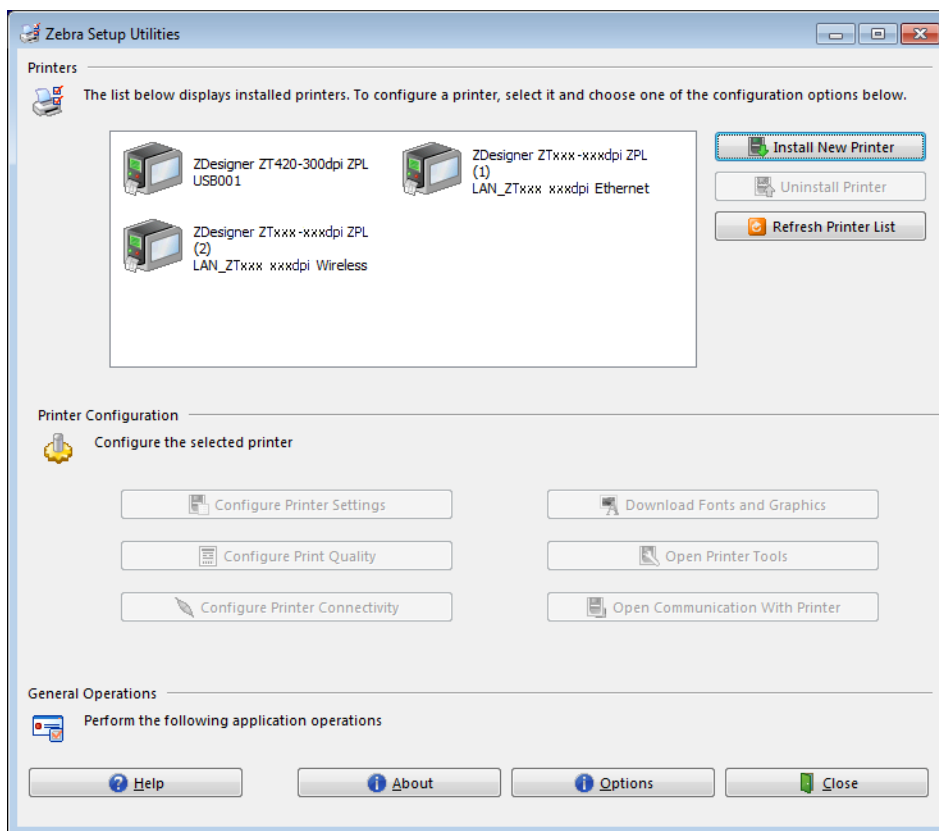 Zebra Setup Utilities
Printers
The list below displays installed printers. To configure a printer, select it and choose one of the configuration options below.
ZDesigner ZT420-300dpi ZPL
USB001
ZDesigner ZTxxx-xxxdpi ZPL
(1)
LAN_ZTxxx xxxdpi Ethernet
ZDesigner ZTxxx-xxxdpi ZPL
(2)
LAN_ZTxxx xxxdpi Wireless
Install New Printer
Uninstall Printer
Refresh Printer List
Printer Configuration
Configure the selected printer
Configure Printer Settings
Download Fonts and Graphics
Configure Print Quality
Open Printer Tools
Configure Printer Connectivity
Open Communication With Printer
General Operations
Perform the following application operations
Help
About
Options
Close